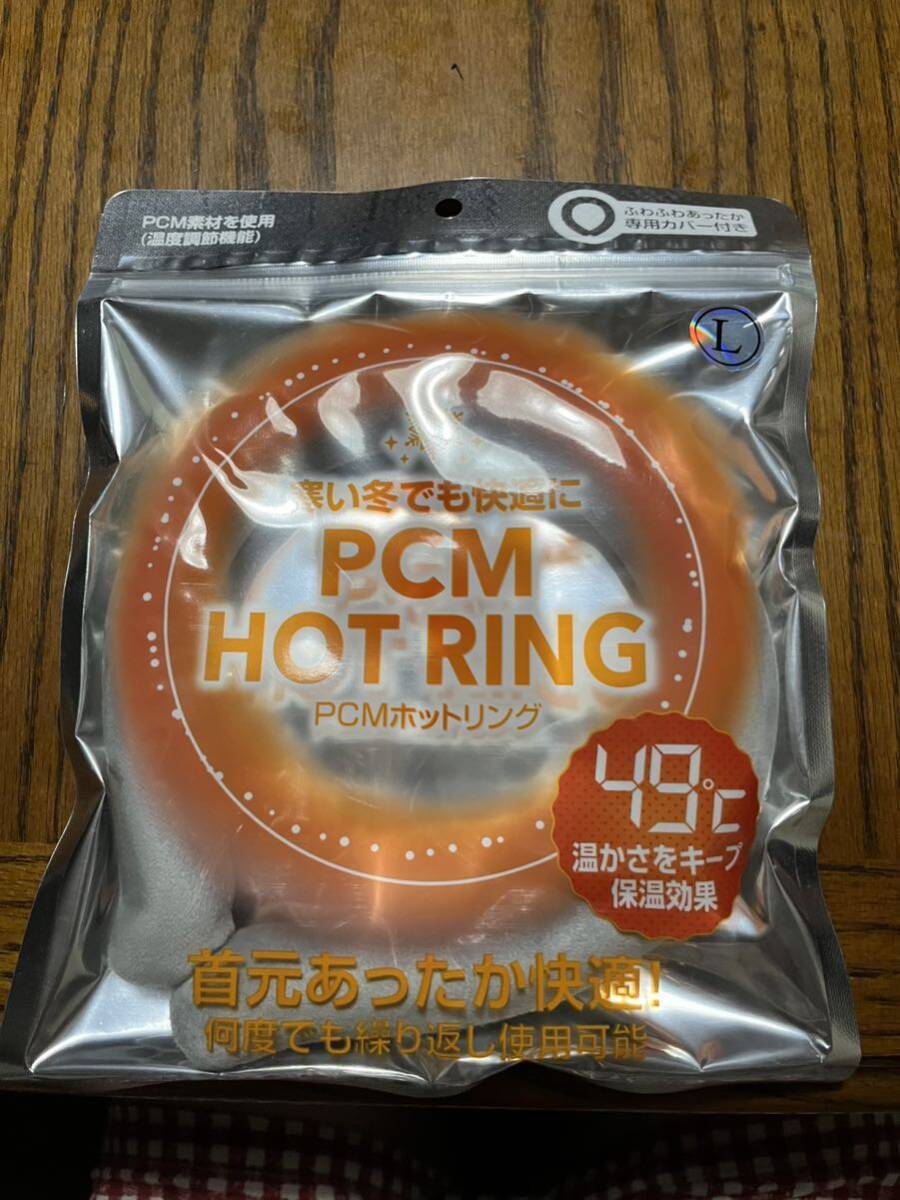 PCM素材を使用
(温度調節機能)
ふわふわあったか
専用カバー付き
L
寒い冬でも快適に
PCM
HOT RING
PCMホットリング
49℃
温かさをキープ
保温効果
首元あったか快適!
何度でも繰り返し使用可能